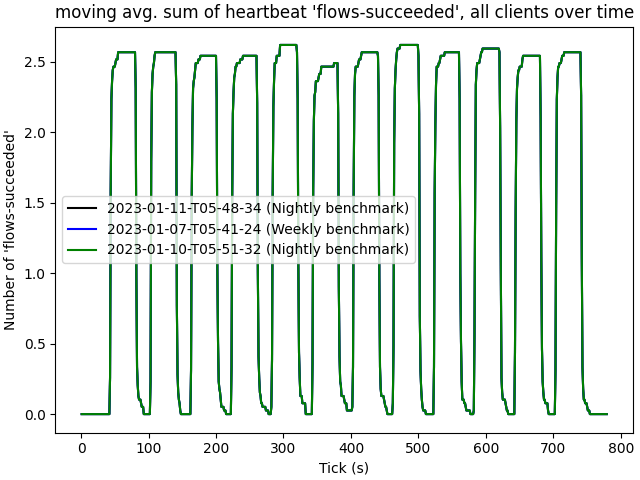 moving avg. sum of heartbeat 'flows-succeeded', all clients over time
Number of 'flows-succeeded'
2.5
2.0
1.5
1.0
0.5
0.0
2023-01-11-T05-48-34 (Nightly benchmark)
2023-01-07-T05-41-24 (Weekly benchmark)
2023-01-10-T05-51-32 (Nightly benchmark)
0 100 200 300 400 500 600 700 800
Tick (s)